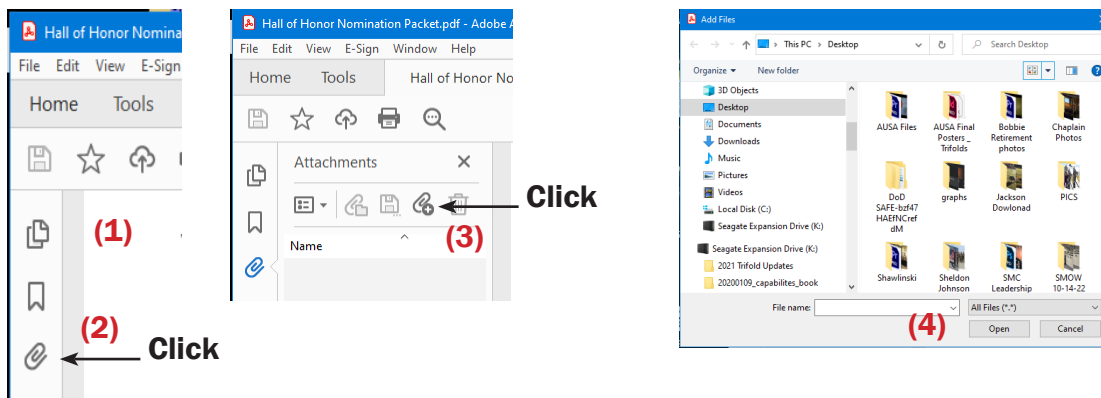 Hall of Honor Nomina
File Edit View E-Sign
Home Tools
(1)
(2)
Click
Hall of Honor Nomination Packet.pdf - Adobe A
File Edit View E-Sign Window Help
Home Tools Hall of Honor No
Attachments
Click
(3)
Name
Add Files
This PC > Desktop
Search Desktop
Organize New folder
3D Objects
Desktop
Documents
Downloads
Music
Pictures
Videos
Local Disk (C:)
Seagate Expansion Drive (K:)
Seagate Expansion Drive (K:)
2021 Trifold Updates
20200109_capabilites_book
AUSA Files
AUSA Final
Posters _
Trifolds
Bobbie
Retirement
photos
Chaplain
Photos
DoD
SAFE-bzf47
HAEfNCref
dM
graphs
Jackson
Dowlonad
PICS
Shawlinski
Sheldon
Johnson
SMC
Leadership
SMOW
10-14-22
File name:
All Files (*.*)
(4)
Open Cancel